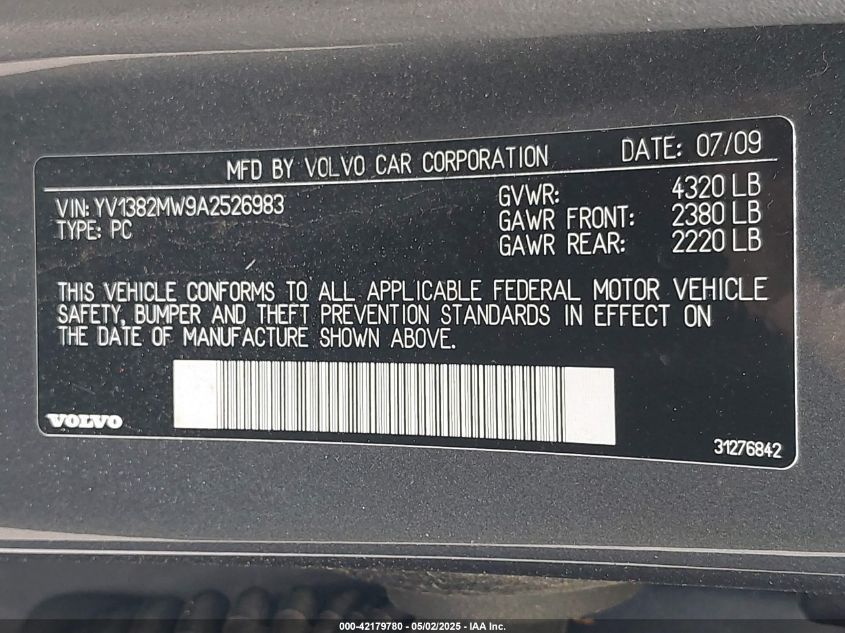 MFD BY VOLVO CAR CORPORATION DATE: 07/09
VIN: YV1382MW9A2526983
TYPE: PC
GVWR: 4320 LB
GAWR FRONT: 2380 LB
GAWR REAR: 2220 LB
THIS VEHICLE CONFORMS TO ALL APPLICABLE FEDERAL MOTOR VEHICLE
SAFETY, BUMPER AND THEFT PREVENTION STANDARDS IN EFFECT ON
THE DATE OF MANUFACTURE SHOWN ABOVE.
VOLVO
31276842
000-42179780 - 05/02/2025 - IAA Inc.